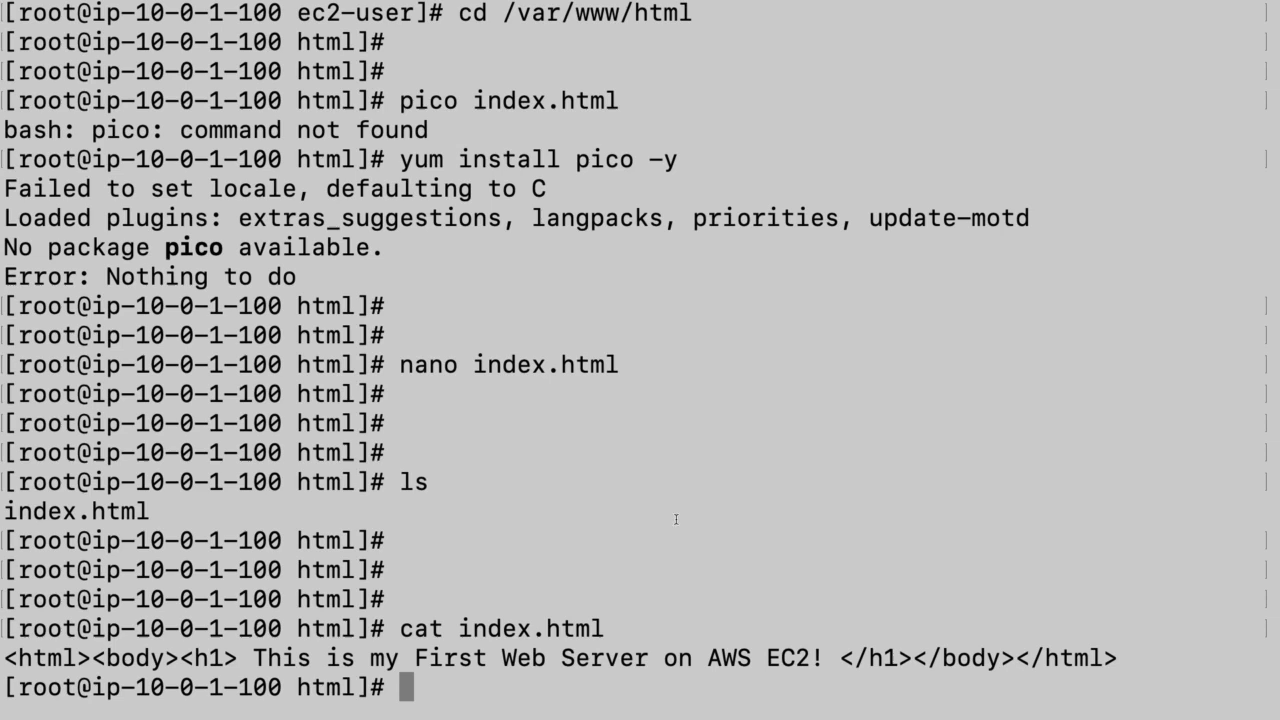 [root@ip-10-0-1-100 ec2-user]# cd /var/www/html
[root@ip-10-0-1-100 html]#
[root@ip-10-0-1-100 html]#
[root@ip-10-0-1-100 html]# pico index.html
bash: pico: command not found
[root@ip-10-0-1-100 html]# yum install pico -y
Failed to set locale, defaulting to C
Loaded plugins: extras_suggestions, langpacks, priorities, update-motd
No package pico available.
Error: Nothing to do
[root@ip-10-0-1-100 html]#
[root@ip-10-0-1-100 html]#
[root@ip-10-0-1-100 html]# nano index.html
[root@ip-10-0-1-100 html]#
[root@ip-10-0-1-100 html]#
[root@ip-10-0-1-100 html]#
[root@ip-10-0-1-100 html]# ls
index.html
[root@ip-10-0-1-100 html]#
[root@ip-10-0-1-100 html]#
[root@ip-10-0-1-100 html]#
[root@ip-10-0-1-100 html]# cat index.html
<html><body><h1> This is my First Web Server on AWS EC2! </h1></body></html>
[root@ip-10-0-1-100 html]#